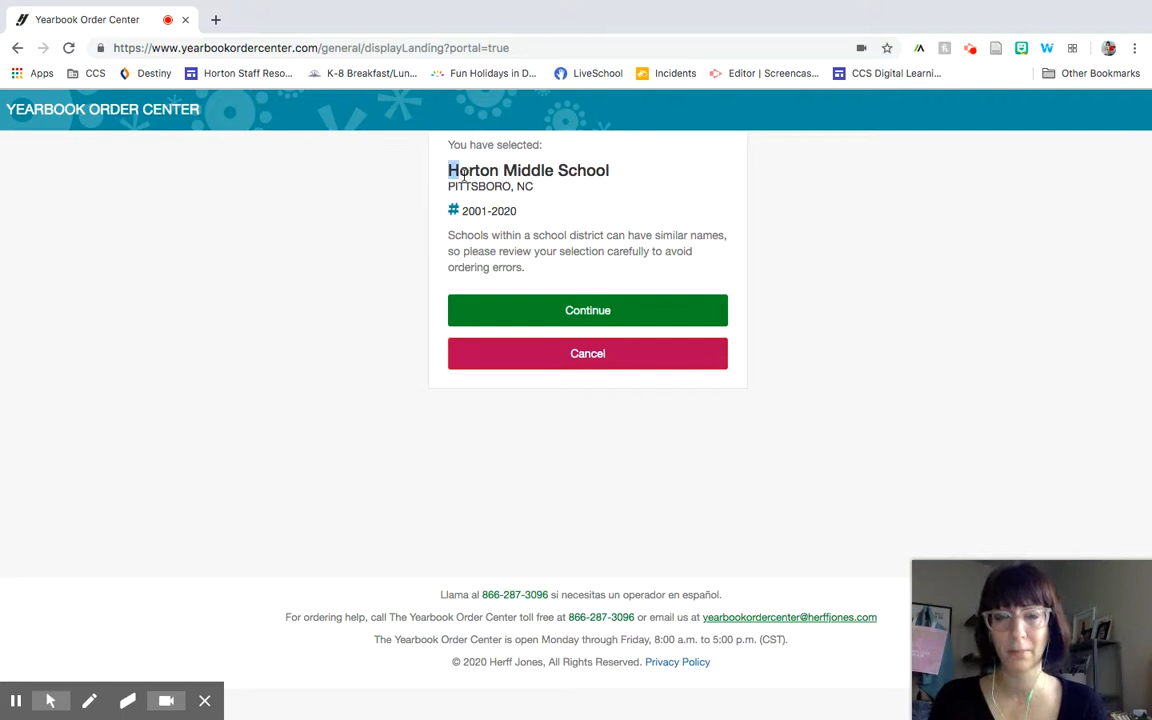 Yearbook Order Center
https://www.yearbookordercenter.com/general/displayLanding?portal=true
Apps CCS Destiny Horton Staff Reso... K-8 Breakfast/Lun... Fun Holidays in D... LiveSchool Incidents Editor | Screencas... CCS Digital Learni... Other Bookmarks
YEARBOOK ORDER CENTER
You have selected:
Horton Middle School
PITTSBORO, NC
# 2001-2020
Schools within a school district can have similar names,
so please review your selection carefully to avoid
ordering errors.
Continue
Cancel
Llama al 866-287-3096 si necesitas un operador en español.
For ordering help, call The Yearbook Order Center toll free at 866-287-3096 or email us at yearbookordercenter@herffjones.com
The Yearbook Order Center is open Monday through Friday, 8:00 a.m. to 5:00 p.m. (CST).
© 2020 Herff Jones, All Rights Reserved. Privacy Policy